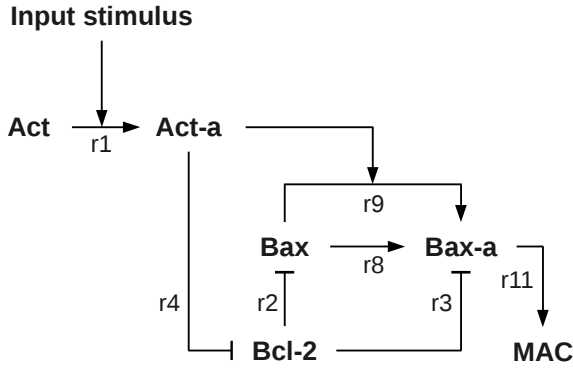 Input stimulus
Act
r1
Act-a
r9
Bax
r8
Bax-a
r11
r4
r2
r3
Bcl-2
MAC